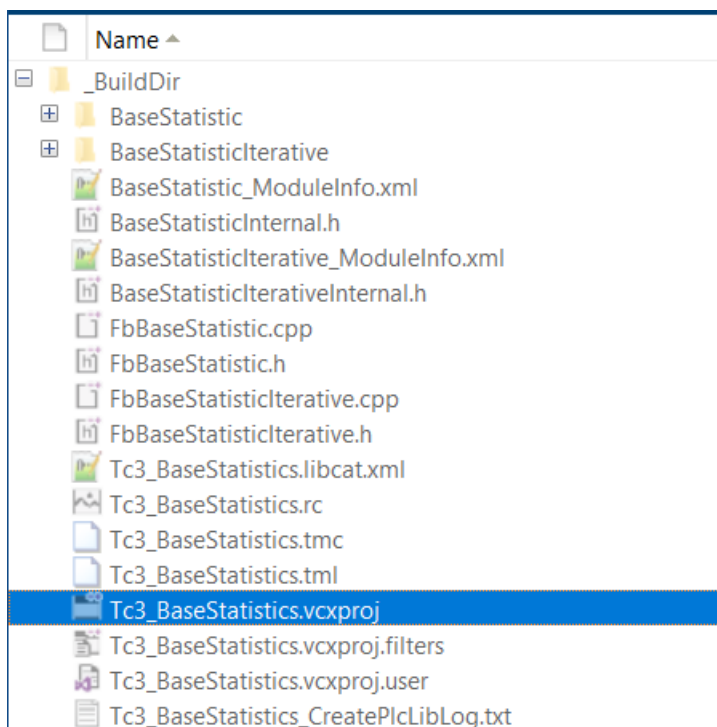 Name
_BuildDir
BaseStatistic
BaseStatisticIterative
BaseStatistic_ModuleInfo.xml
BaseStatisticInternal.h
BaseStatisticIterative_ModuleInfo.xml
BaseStatisticIterativeInternal.h
FbBaseStatistic.cpp
FbBaseStatistic.h
FbBaseStatisticIterative.cpp
FbBaseStatisticIterative.h
Tc3_BaseStatistics.libcat.xml
Tc3_BaseStatistics.rc
Tc3_BaseStatistics.tmc
Tc3_BaseStatistics.tml
Tc3_BaseStatistics.vcxproj
Tc3_BaseStatistics.vcxproj.filters
Tc3_BaseStatistics.vcxproj.user
Tc3_BaseStatistics_CreatePlcLibLog.txt